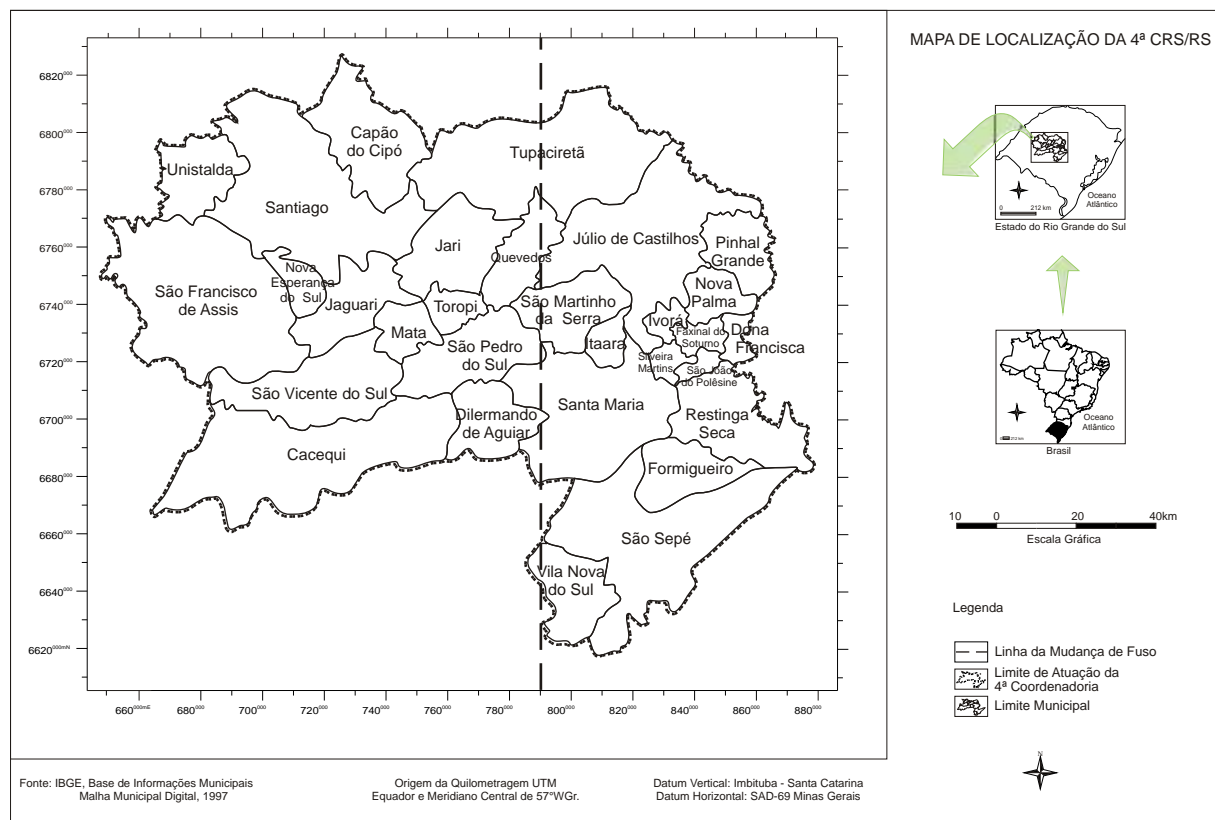 MAPA DE LOCALIZAÇÃO DA 4ª CRS/RS
6820000
6800000
6780000
6760000
6740000
6720000
6700000
6680000
6660000
6640000
6620000mN
660000mE
680000
700000
720000
740000
760000
780000
800000
820000
840000
860000
880000
Capão
do Cipó
Tupaciretã
Unistalda
Santiago
Jari
Quevedos
Júlio de Castilhos
Pinhal
Grande
Nova
Esperança
do Sul
São Francisco
de Assis
Jaguari
Toropi
Mata
São Martinho
da Serra
Nova
Palma
Ivorá
Faxinal do
Soturno
Dona
Francisca
Itaara
São Pedro
do Sul
Silveira
Martins
São João
do Polêsine
São Vicente do Sul
Santa Maria
Dilermando
de Aguiar
Restinga
Seca
Cacequi
Formigueiro
São Sepé
Vila Nova
do Sul
0 212 km
Oceano
Atlântico
Estado do Rio Grande do Sul
Oceano
Atlântico
212 km
Brasil
10 0 20 40km
Escala Gráfica
Legenda
Linha da Mudança de Fuso
Limite de Atuação da
4ª Coordenadoria
Limite Municipal
N
Fonte: IBGE, Base de Informações Municipais
Malha Municipal Digital, 1997
Origem da Quilometragem UTM
Equador e Meridiano Central de 57°WGr.
Datum Vertical: Imbituba - Santa Catarina
Datum Horizontal: SAD-69 Minas Gerais